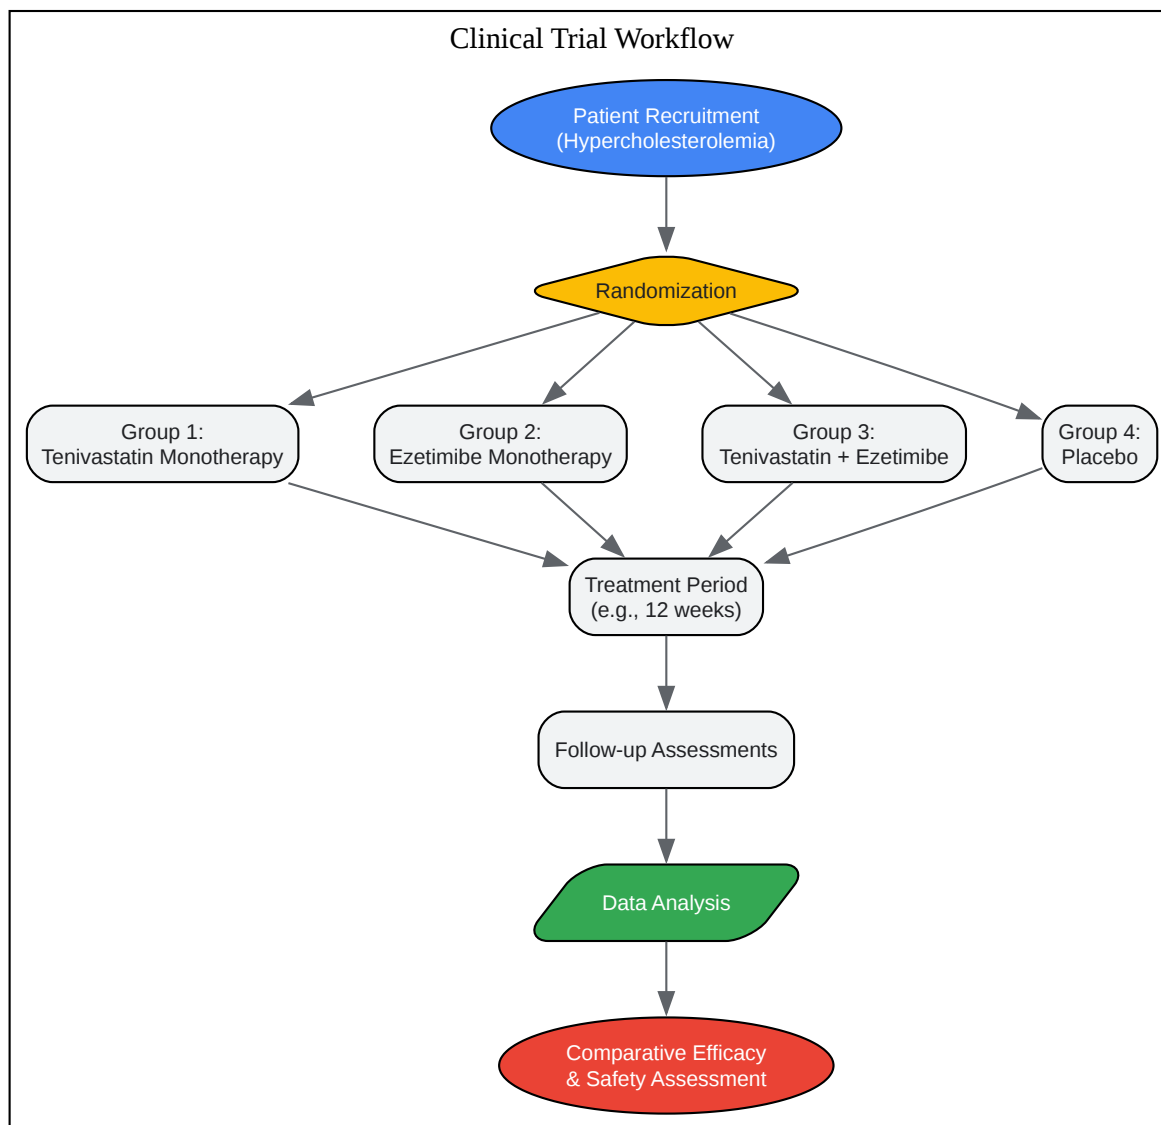 Clinical Trial Workflow
Patient Recruitment
(Hypercholesterolemia)
Randomization
Group 1:
Tenivastatin Monotherapy
Group 2:
Ezetimibe Monotherapy
Group 3:
Tenivastatin + Ezetimibe
Group 4:
Placebo
Treatment Period
(e.g., 12 weeks)
Follow-up Assessments
Data Analysis
Comparative Efficacy
& Safety Assessment